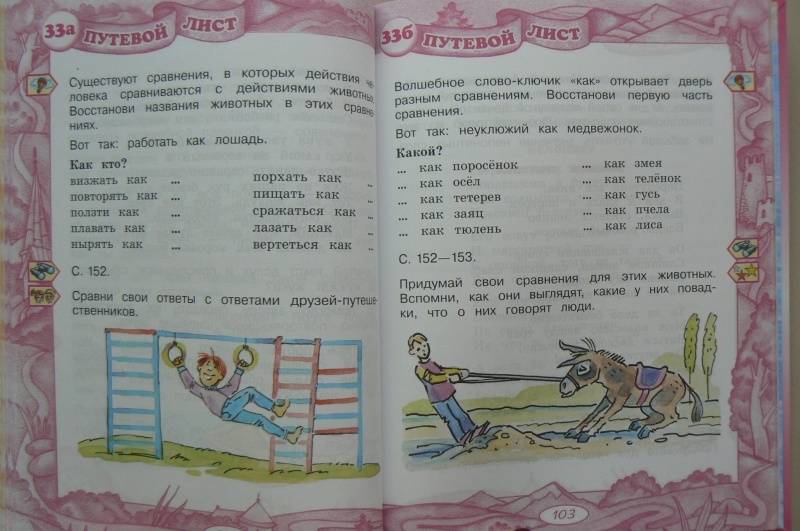 33а ПУТЕВОЙ ЛИСТ
Существуют сравнения, в которых действия че-
ловека сравниваются с действиями животных.
Восстанови названия животных в этих сравне-
ниях.
Вот так: работать как лошадь.
Как кто?
визжать как ...
повторять как ...
ползти как ...
плавать как ...
нырять как ...
порхать как ...
пищать как ...
сражаться как ...
лазать как ...
вертеться как ...
С. 152.
Сравни свои ответы с ответами друзей-путеше-
ственников.
33б ПУТЕВОЙ ЛИСТ
Волшебное слово-ключик «как» открывает дверь
разным сравнениям. Восстанови первую часть
сравнения.
Вот так: неуклюжий как медвежонок.
Какой?
... как поросёнок
... как осёл
... как тетерев
... как заяц
... как тюлень
... как змея
... как телёнок
... как гусь
... как пчела
... как лиса
С. 152—153.
Придумай свои сравнения для этих животных.
Вспомни, как они выглядят, какие у них повад-
ки, что о них говорят люди.
103